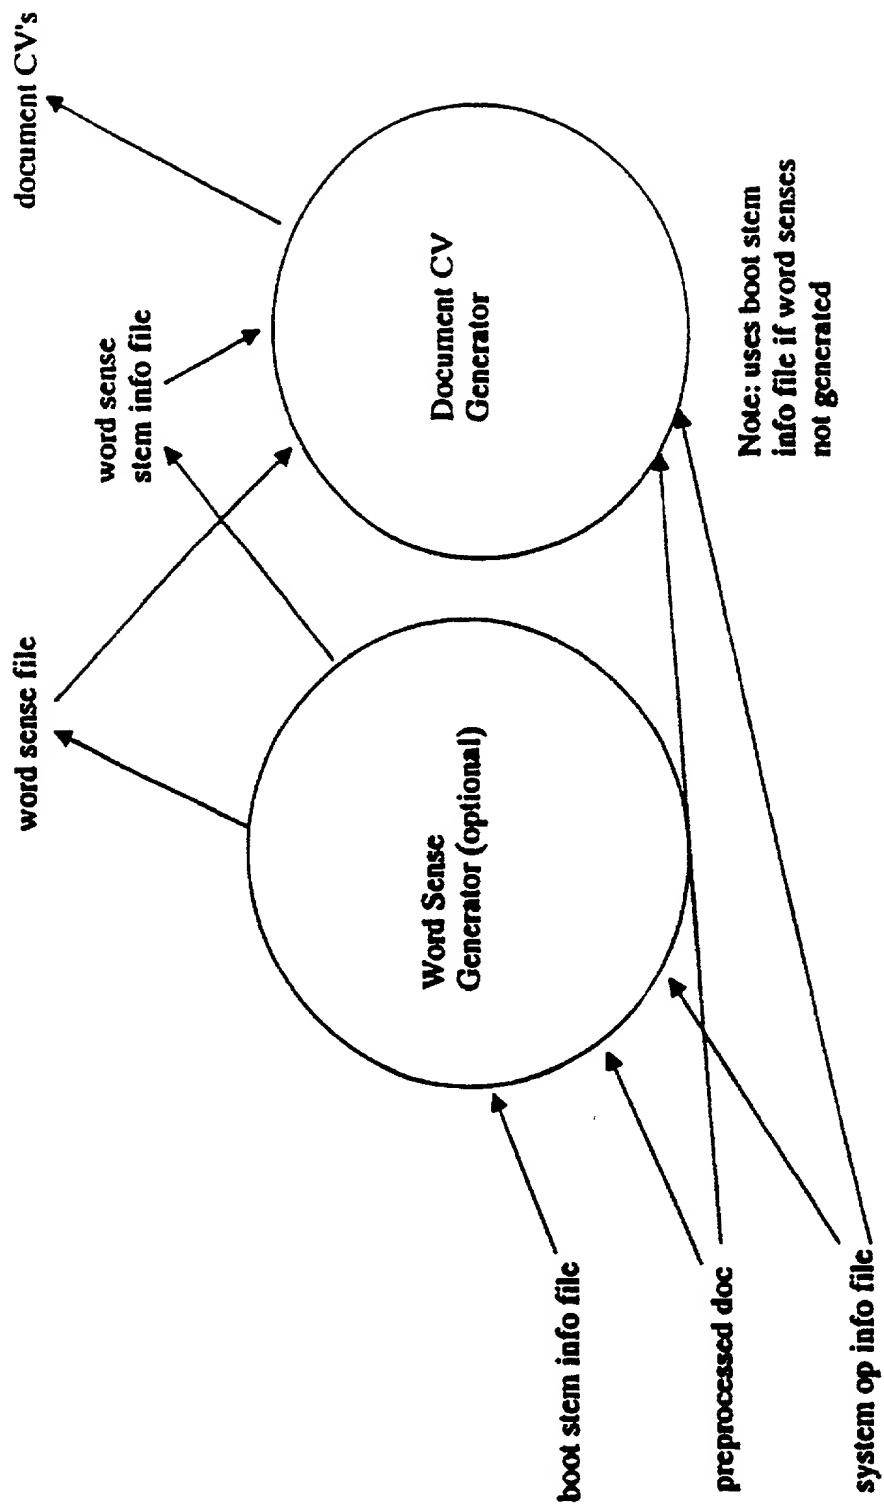 document CV's
word sense
stem info file
word sense file
Document CV
Generator
Word Sense
Generator (optional)
Note: uses boot stem
info file if word senses
not generated
boot stem info file
preprocessed doc
system op info file